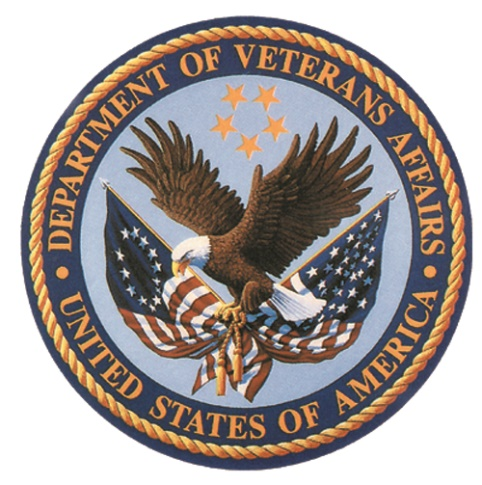 DEPARTMENT OF VETERANS AFFAIRS
UNITED STATES OF AMERICA